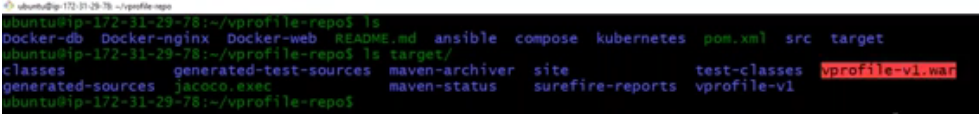 ubuntu@ip-172-31-29-78: ~/vprofile-repo
ubuntu@ip-172-31-29-78:~/vprofile-repo$ ls
Docker-db Docker-nginx Docker-web README.md ansible compose kubernetes pom.xml src target
ubuntu@ip-172-31-29-78:~/vprofile-repo$ ls target/
classes generated-test-sources maven-archiver site test-classes vprofile-v1.war
generated-sources jacoco.exec maven-status surefire-reports vprofile-v1
ubuntu@ip-172-31-29-78:~/vprofile-repo$